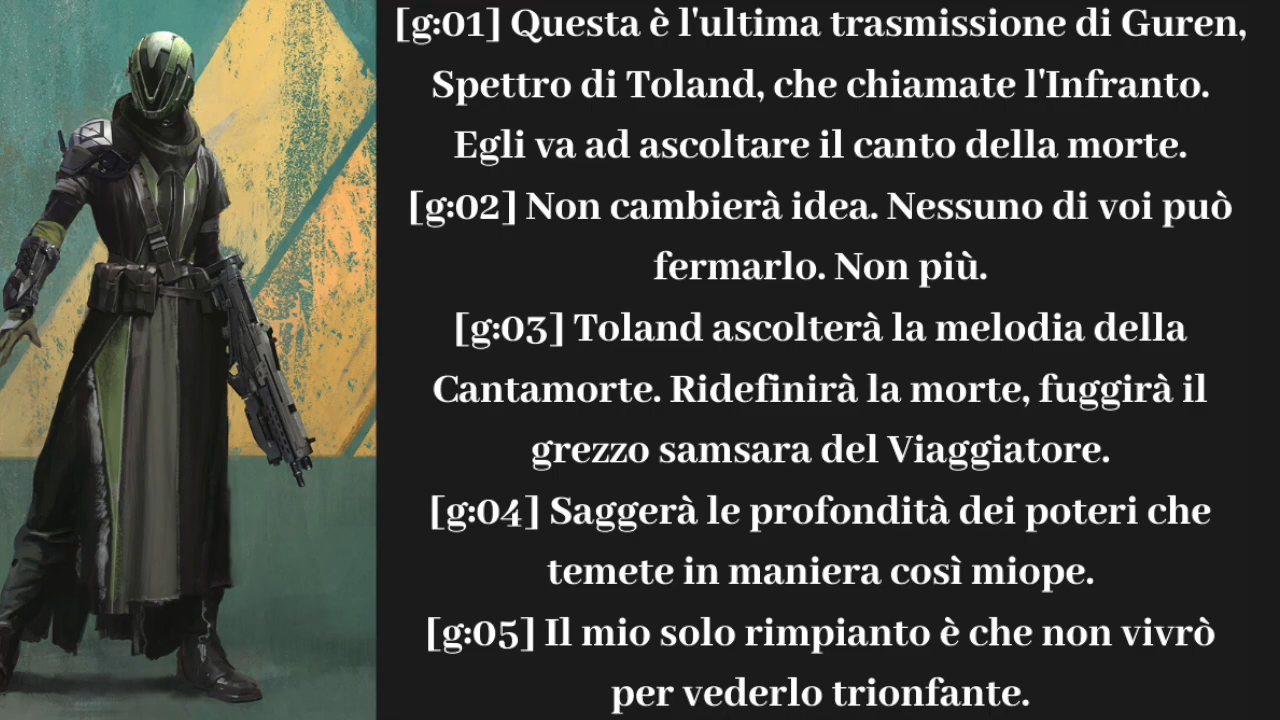 [g:01] Questa è l'ultima trasmissione di Guren,
Spettro di Toland, che chiamate l'Infranto.
Egli va ad ascoltare il canto della morte.
[g:02] Non cambierà idea. Nessuno di voi può
fermarlo. Non più.
[g:03] Toland ascolterà la melodia della
Cantamorte. Ridefinirà la morte, fuggirà il
grezzo samsara del Viaggiatore.
[g:04] Saggerà le profondità dei poteri che
temete in maniera così miope.
[g:05] Il mio solo rimpianto è che non vivrò
per vederlo trionfante.